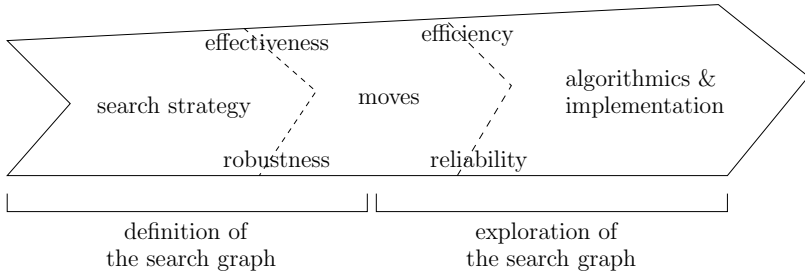 effectiveness
efficiency
search strategy
moves
algorithmics &
implementation
robustness
reliability
definition of
the search graph
exploration of
the search graph